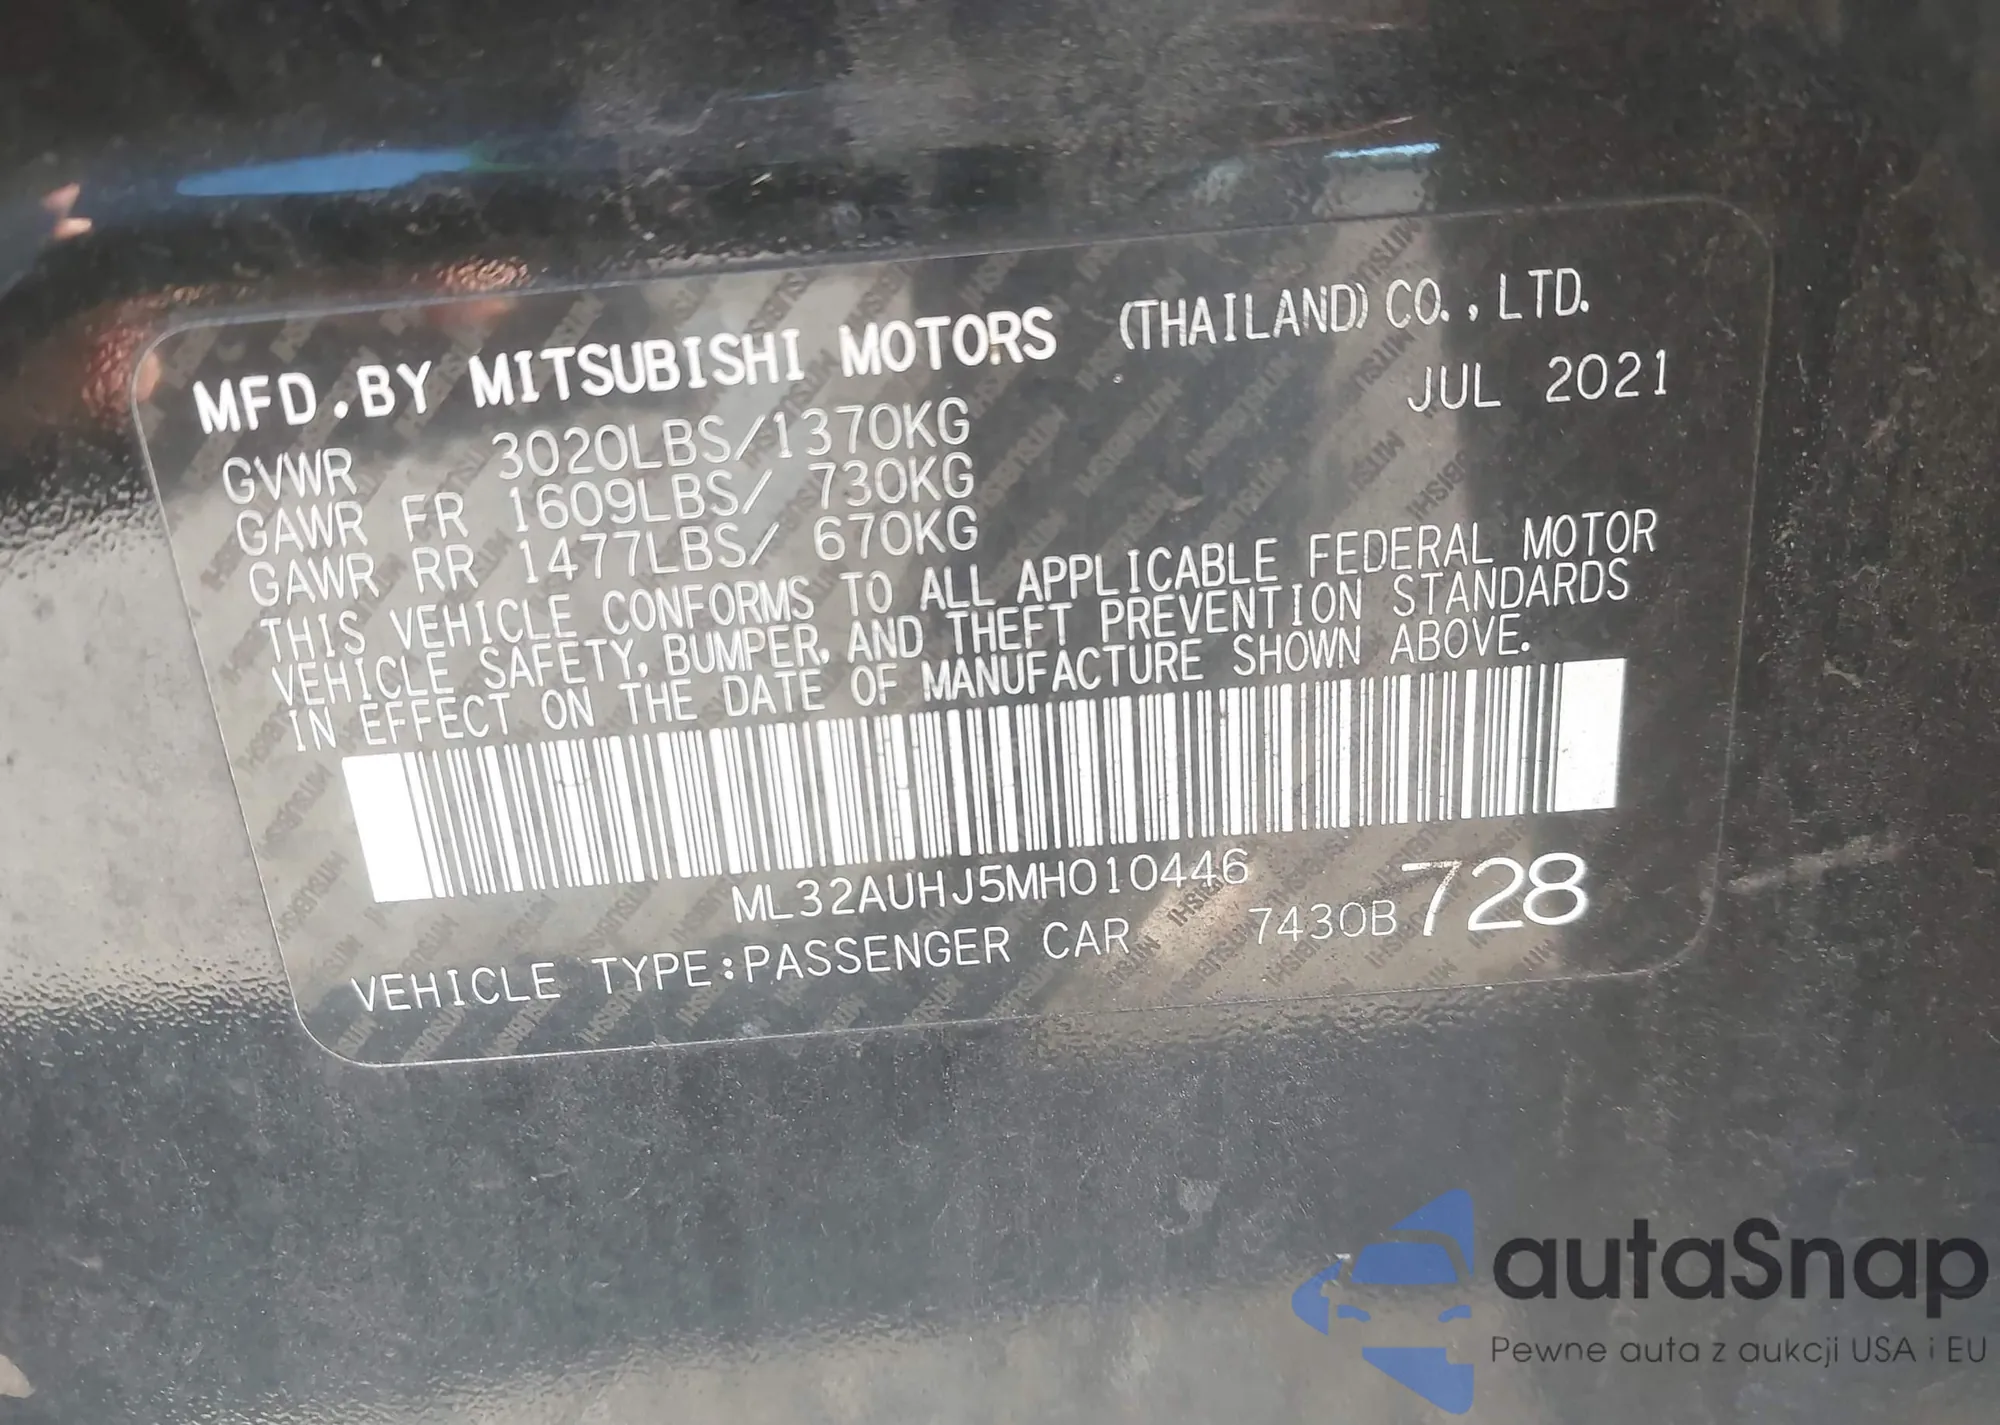 MFD.BY MITSUBISHI MOTORS (THAILAND) CO., LTD.
JUL 2021
GVWR 3020LBS/1370KG
GAWR FR 1609LBS/ 730KG
GAWR RR 1477LBS/ 670KG
THIS VEHICLE CONFORMS TO ALL APPLICABLE FEDERAL MOTOR
VEHICLE SAFETY, BUMPER, AND THEFT PREVENTION STANDARDS
IN EFFECT ON THE DATE OF MANUFACTURE SHOWN ABOVE.
ML32AUHJ5MH010446
VEHICLE TYPE:PASSENGER CAR 7430B 728
autaSnap
Pewne auta z aukcji USA i EU